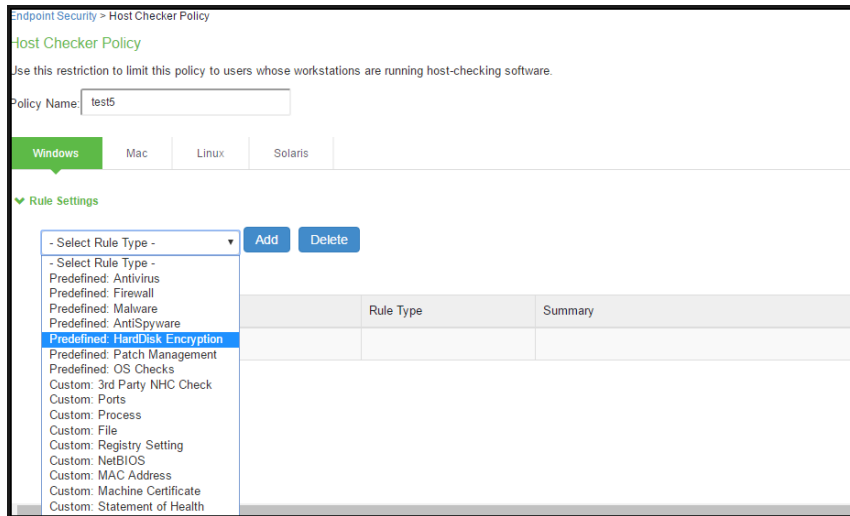 Endpoint Security > Host Checker Policy
Host Checker Policy
Use this restriction to limit this policy to users whose workstations are running host-checking software.
Policy Name: test5
Windows Mac Linux Solaris
Rule Settings
- Select Rule Type - Add Delete
- Select Rule Type -
Predefined: Antivirus
Predefined: Firewall
Predefined: Malware
Predefined: AntiSpyware
Predefined: HardDisk Encryption
Predefined: Patch Management
Predefined: OS Checks
Custom: 3rd Party NHC Check
Custom: Ports
Custom: Process
Custom: File
Custom: Registry Setting
Custom: NetBIOS
Custom: MAC Address
Custom: Machine Certificate
Custom: Statement of Health
Rule Type Summary